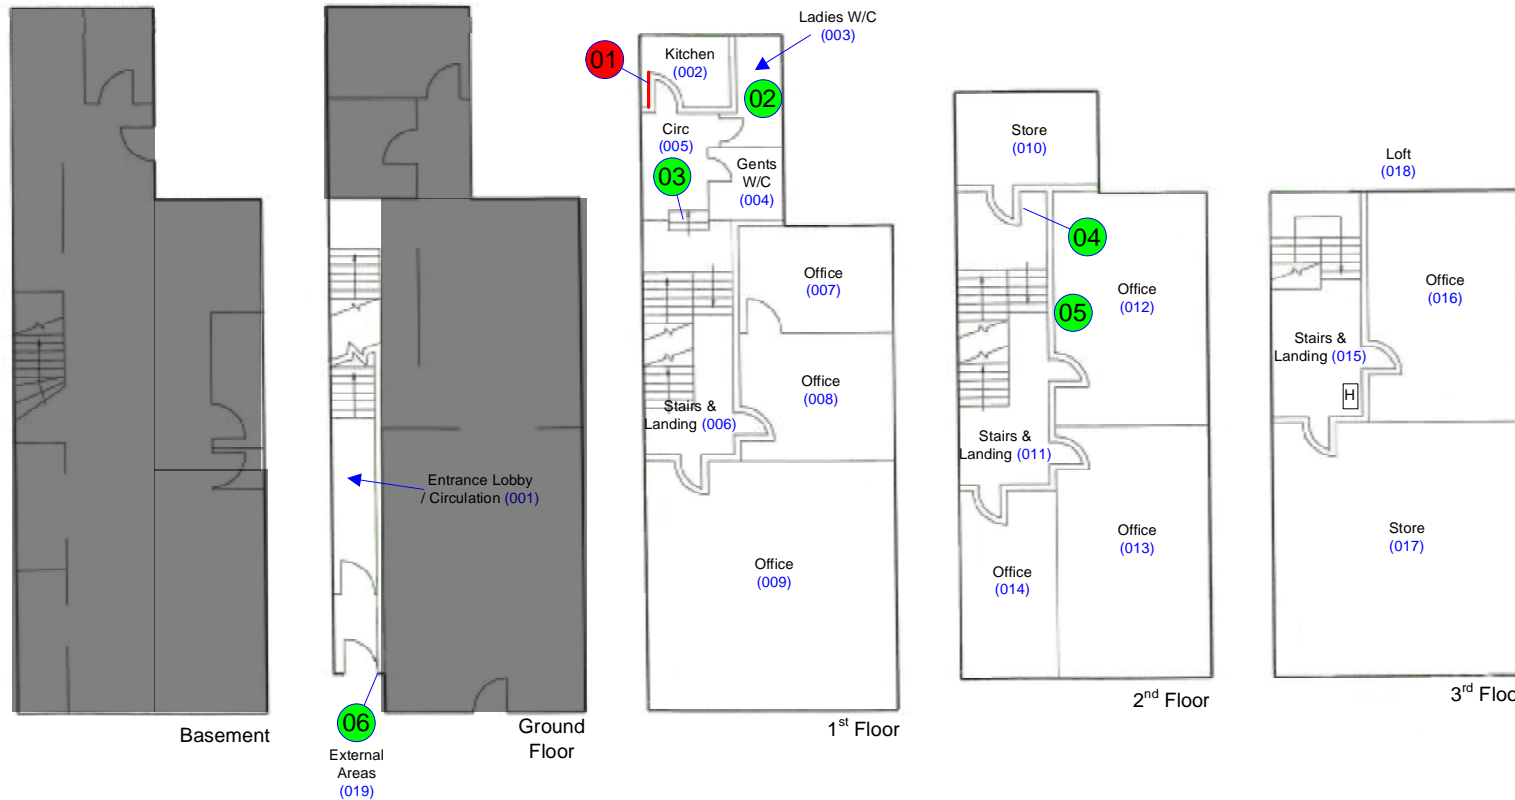 Basement
Entrance Lobby
/ Circulation (001)
06
External
Areas
(019)
Ground
Floor
01
Kitchen
(002)
Ladies W/C
(003)
02
Circ
(005)
03
Gents
W/C
(004)
Office
(007)
Office
(008)
Stairs &
Landing (006)
Office
(009)
1st Floor
Store
(010)
04
05
Office
(012)
Stairs &
Landing (011)
Office
(013)
Office
(014)
2nd Floor
Loft
(018)
Office
(016)
Stairs &
Landing (015)
H
Store
(017)
3rd Floo